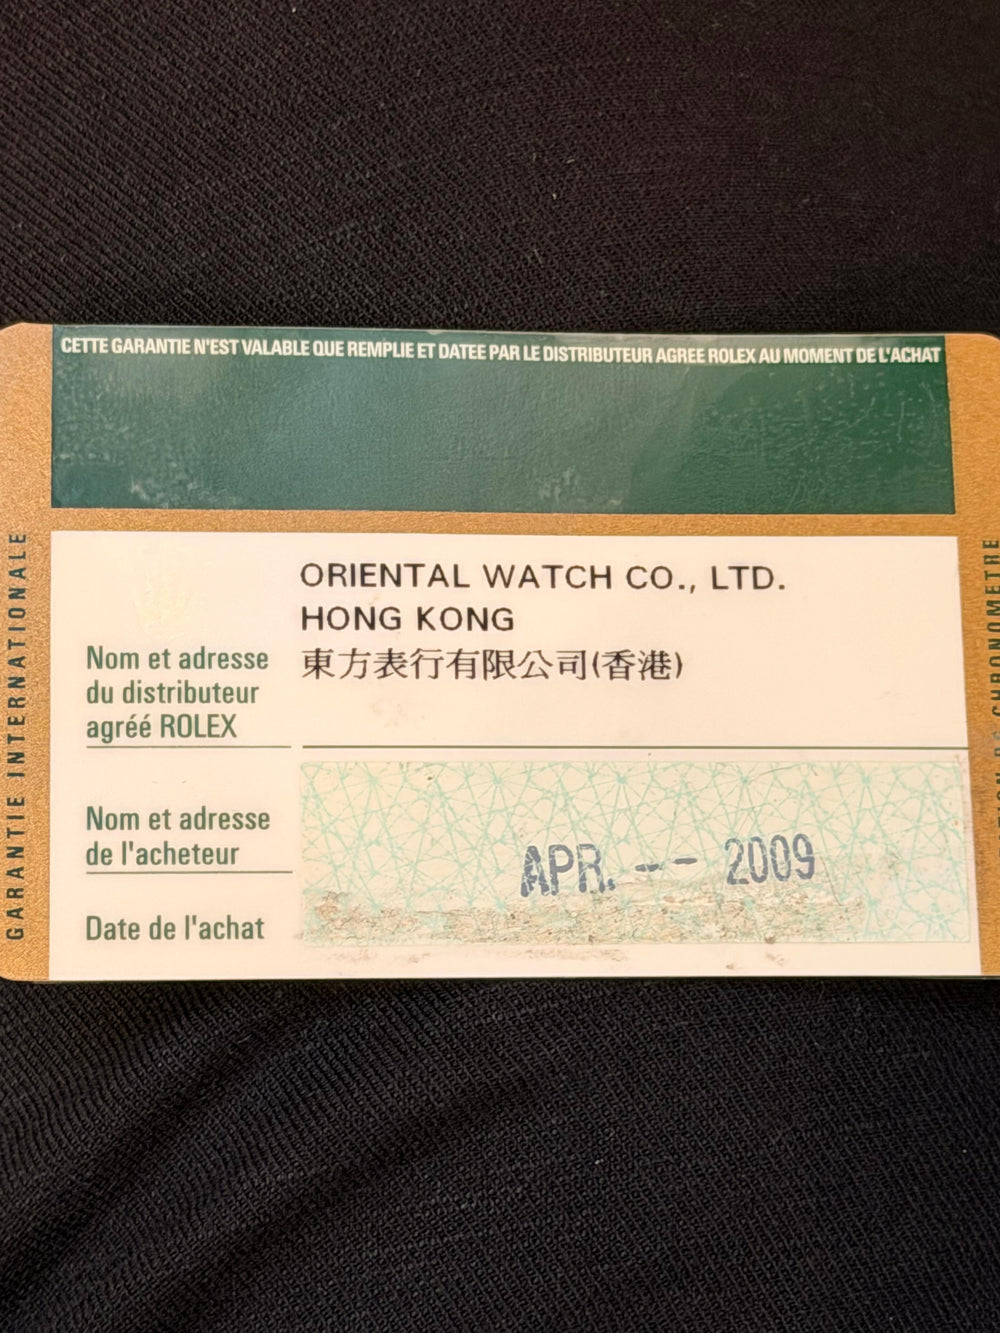 CETTE GARANTIE N'EST VALABLE QUE REMPLIE ET DATEE PAR LE DISTRIBUTEUR AGREE ROLEX AU MOMENT DE L'ACHAT
GARANTIE INTERNATIONALE
ORIENTAL WATCH CO., LTD.
HONG KONG
東方表行有限公司(香港)
Nom et adresse
du distributeur
agréé ROLEX
Nom et adresse
de l'acheteur
APR. -- 2009
Date de l'achat
CHRONOMETRE